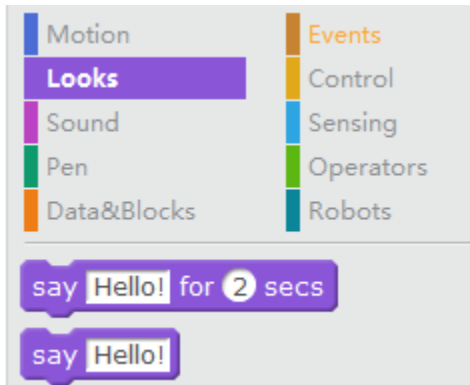 Motion
Events
Looks
Control
Sound
Sensing
Pen
Operators
Data&Blocks
Robots
say Hello! for 2 secs
say Hello!